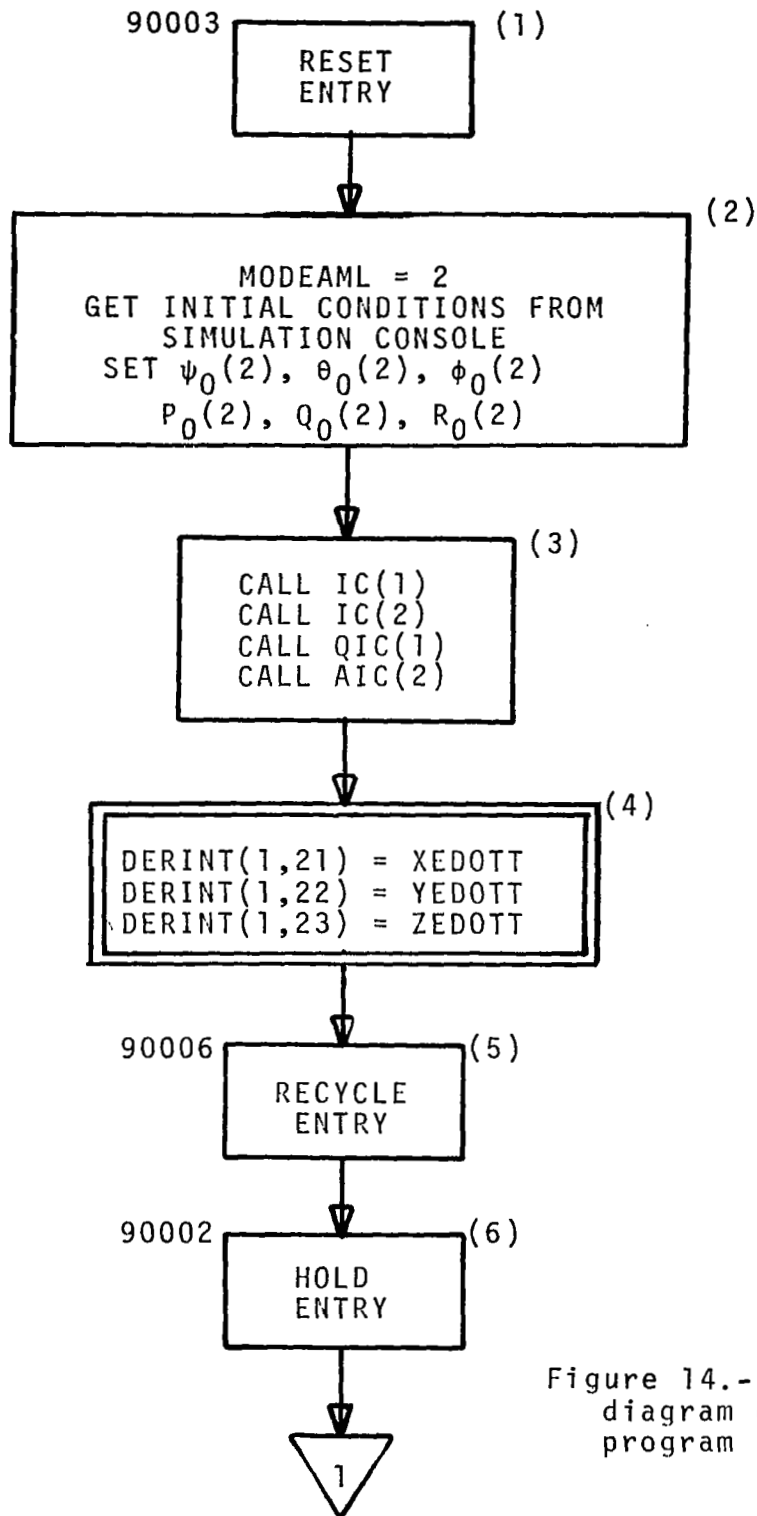 90003
(1)
RESET
ENTRY
(2)
MODEAML = 2
GET INITIAL CONDITIONS FROM
SIMULATION CONSOLE
SET ψ0(2), θ0(2), ϕ0(2)
P0(2), Q0(2), R0(2)
(3)
CALL IC(1)
CALL IC(2)
CALL QIC(1)
CALL AIC(2)
(4)
DERINT(1,21) = XEDOTT
DERINT(1,22) = YEDOTT
DERINT(1,23) = ZEDOTT
90006
(5)
RECYCLE
ENTRY
90002
(6)
HOLD
ENTRY
1
Figure 14.-
diagram
program